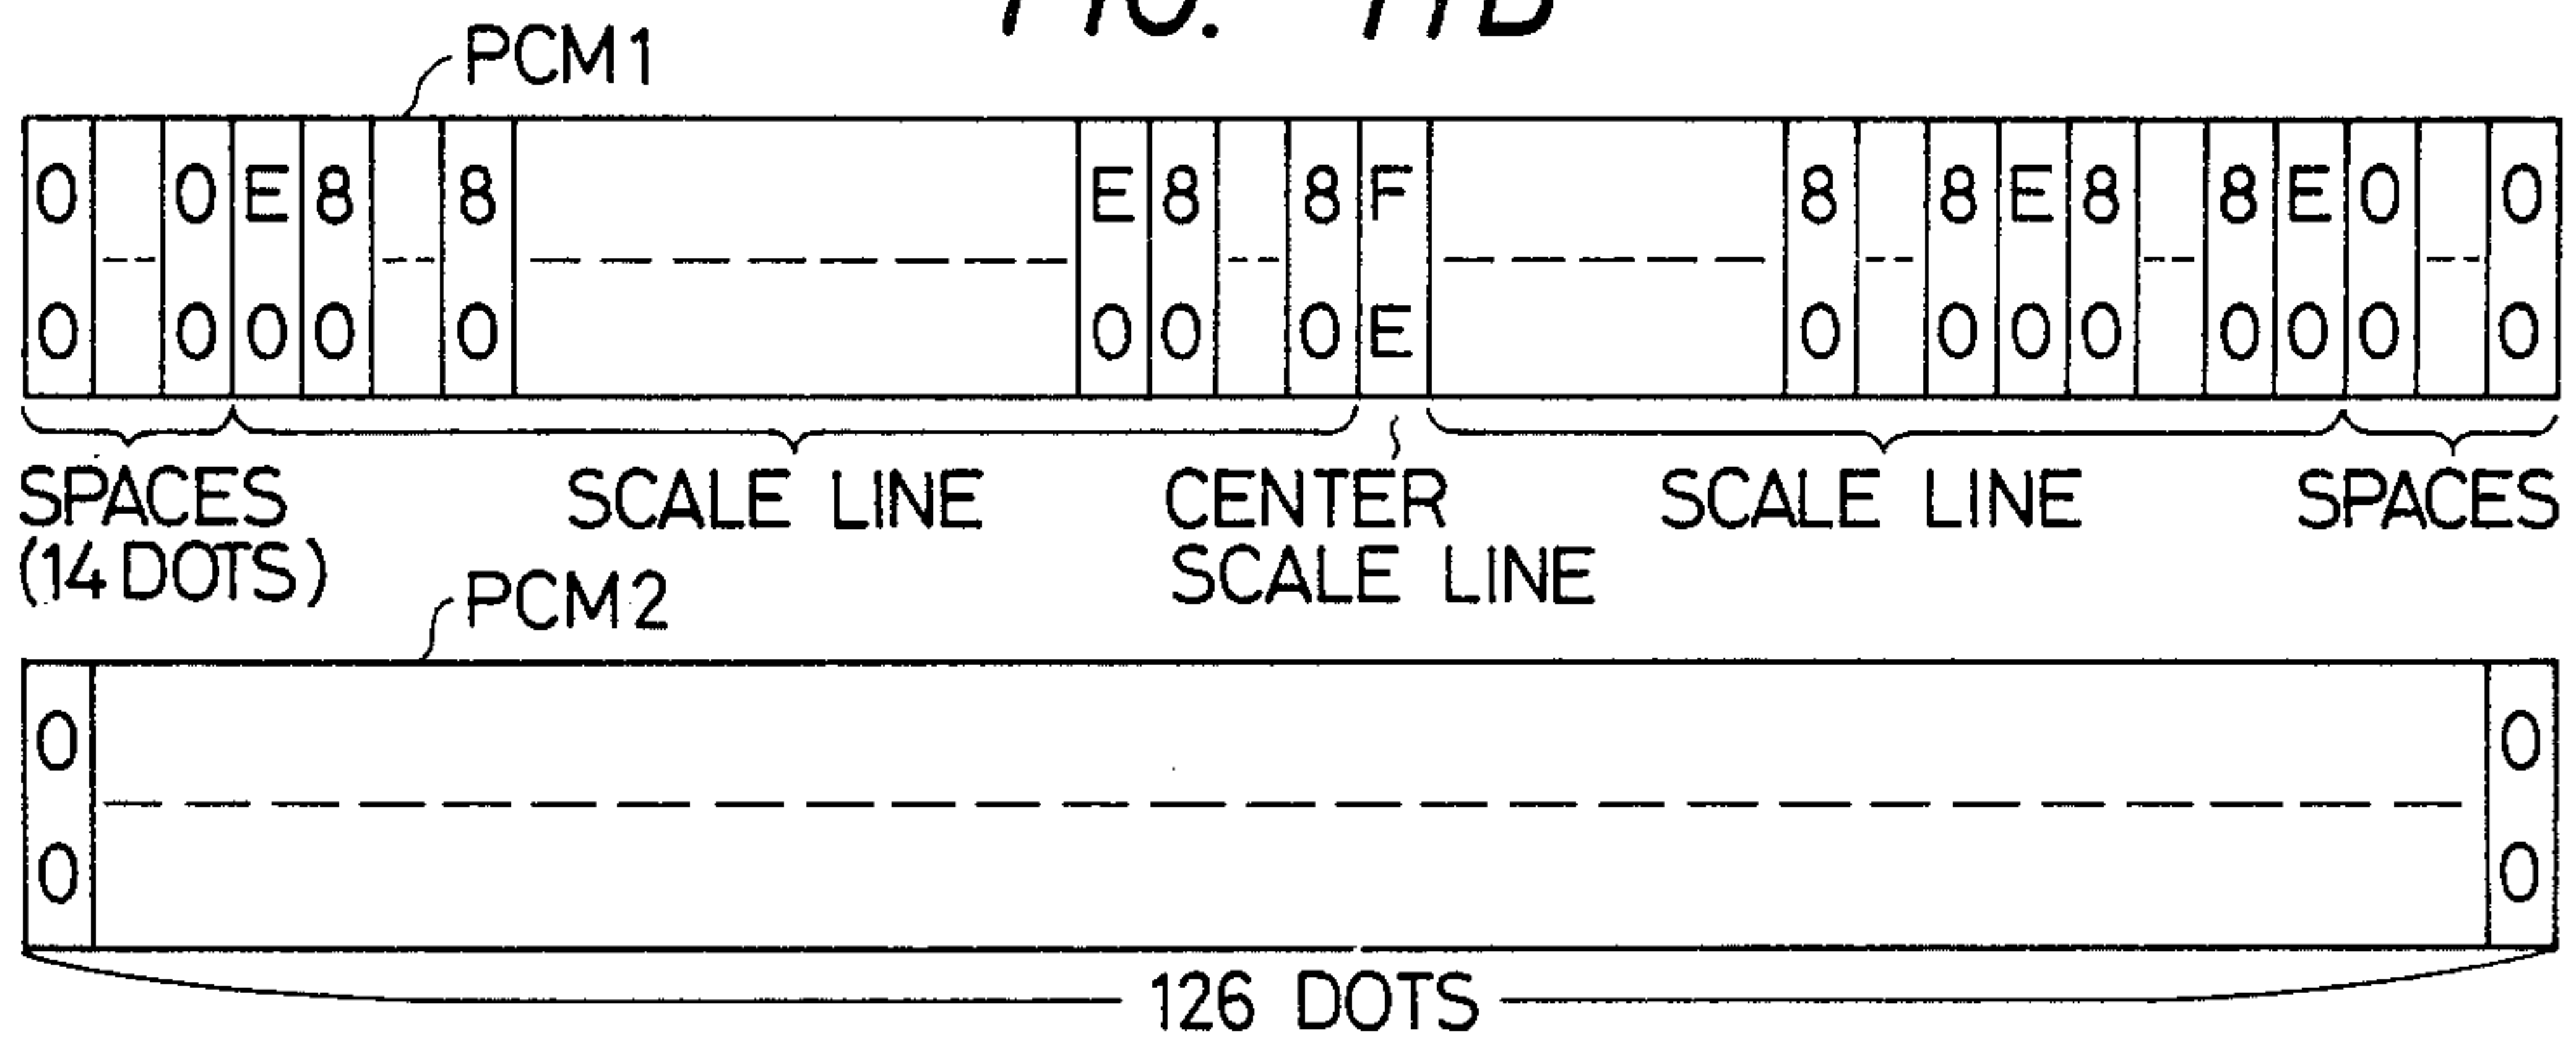 FIG. 11B
PCM1
0 0 E 8 8 E 8 8 F 8 8 E 8 8 E 0 0
0 0 0 0 0 0 0 0 E 0 0 0 0 0 0 0 0
SPACES SCALE LINE CENTER SCALE LINE SPACES
(14 DOTS) SCALE LINE
PCM2
0 0
0 0
126 DOTS